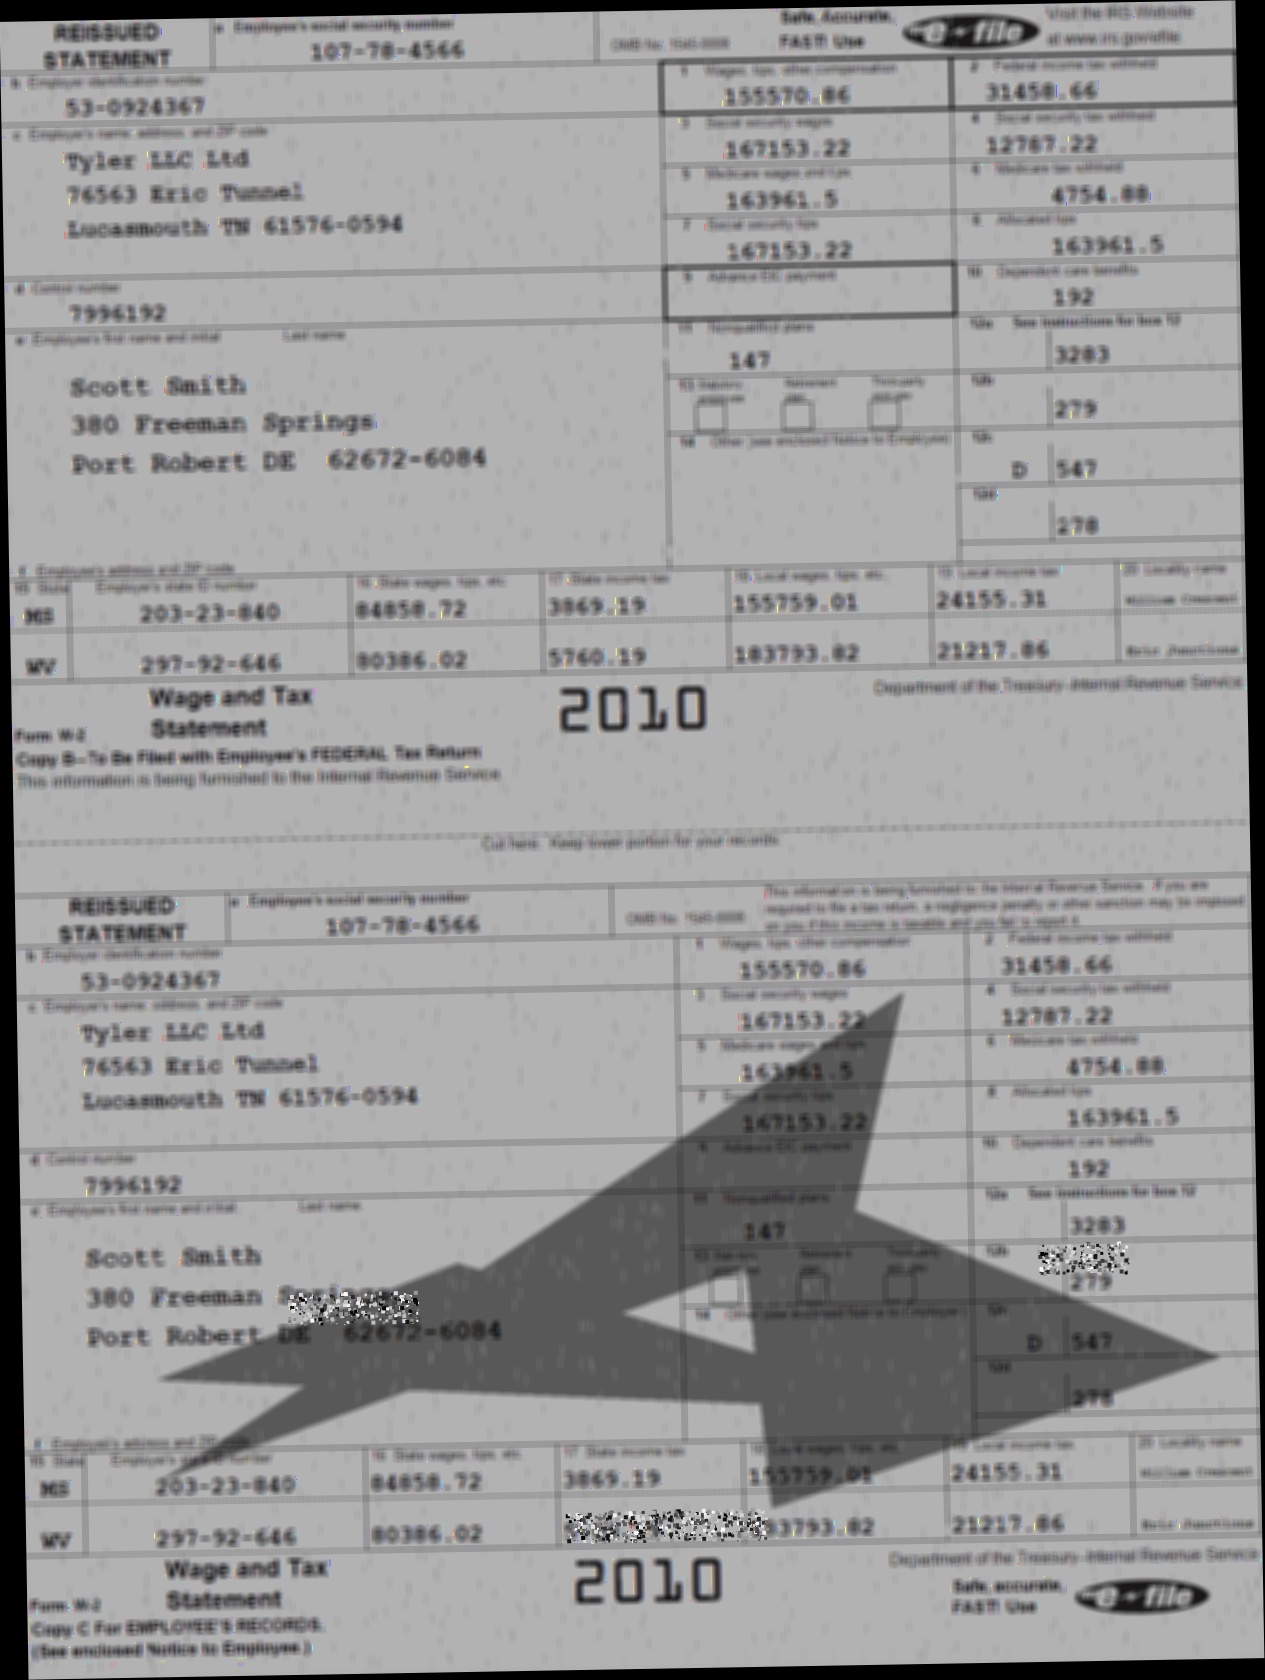 REISSUED STATEMENT
a Employee's social security number
107-78-4566
OMB No. 1545-0008
Safe, Accurate, FAST! Use
e-file
Visit the IRS Website at www.irs.gov/efile.
b Employer identification number
53-0924367
1 Wages, tips, other compensation
155570.86
2 Federal income tax withheld
31458.66
c Employer's name, address, and ZIP code
Tyler LLC Ltd
76563 Eric Tunnel
Lucasmouth TN 61576-0594
3 Social security wages
167153.22
4 Social security tax withheld
12787.22
5 Medicare wages and tips
163961.5
6 Medicare tax withheld
4754.88
7 Social security tips
167153.22
8 Allocated tips
163961.5
d Control number
7996192
9 Advance EIC payment
10 Dependent care benefits
192
e Employee's first name and initial Last name
Scott Smith
380 Freeman Springs
Port Robert DE 62672-6084
11 Nonqualified plans
147
12a See instructions for box 12
3283
13 Statutory employee Retirement plan Third-party sick pay
12b
279
14 Other (see enclosed Notice to Employee)
12c
D 547
12d
278
f Employee's address and ZIP code
15 State Employer's state ID number 16 State wages, tips, etc. 17 State income tax 18 Local wages, tips, etc. 19 Local income tax 20 Locality name
MS 203-23-840 84858.72 3869.19 155759.01 24155.31 William Crescent
WV 297-92-646 80386.02 5760.19 183793.82 21217.86
Wage and Tax
Statement
Form W-2
2010
Department of the Treasury-Internal Revenue Service
Copy B-To Be Filed with Employee's FEDERAL Tax Return
This information is being furnished to the Internal Revenue Service.
Cut here. Keep lower portion for your records.
REISSUED STATEMENT
a Employee's social security number
107-78-4566
OMB No. 1545-0008
This information is being furnished to the Internal Revenue Service. If you are
required to file a tax return, a negligence penalty or other sanction may be imposed
on you if this income is taxable and you fail to report it.
b Employer identification number
53-0924367
1 Wages, tips, other compensation
155570.86
2 Federal income tax withheld
31458.66
c Employer's name, address, and ZIP code
Tyler LLC Ltd
76563 Eric Tunnel
Lucasmouth TN 61576-0594
3 Social security wages
167153.22
4 Social security tax withheld
12787.22
5 Medicare wages and tips
163961.5
6 Medicare tax withheld
4754.88
7 Social security tips
167153.22
8 Allocated tips
163961.5
d Control number
7996192
9 Advance EIC payment
10 Dependent care benefits
192
e Employee's first name and initial Last name
Scott Smith
380 Freeman
Port Robert DE 62672-6084
11 Nonqualified plans
147
12a See instructions for box 12
3283
13 Statutory employee Retirement plan Third-party sick pay
12b
279
14 Other (see enclosed Notice to Employee)
12c
D 547
12d
278
f Employee's address and ZIP code
15 State Employer's state ID number 16 State wages, tips, etc. 17 State income tax 18 Local wages, tips, etc. 19 Local income tax 20 Locality name
MS 203-23-840 84858.72 3869.19 155759.01 24155.31 William Crescent
WV 297-92-646 80386.02 21217.86
Wage and Tax
Statement
Form W-2
2010
Department of the Treasury-Internal Revenue Service
Safe, accurate, FAST! Use
e-file
Copy C For EMPLOYEE'S RECORDS.
(See enclosed Notice to Employee.)